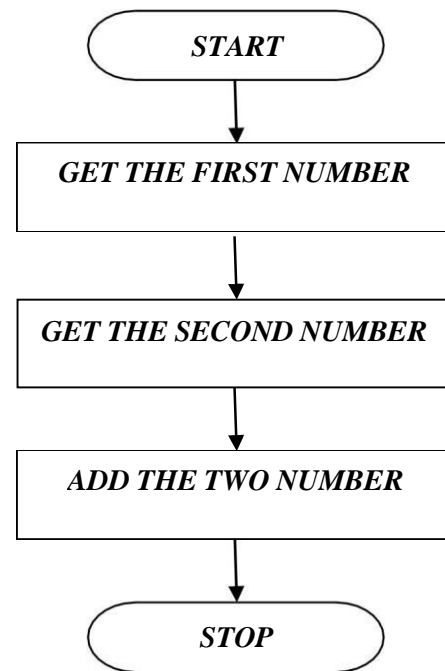 START
GET THE FIRST NUMBER
GET THE SECOND NUMBER
ADD THE TWO NUMBER
STOP